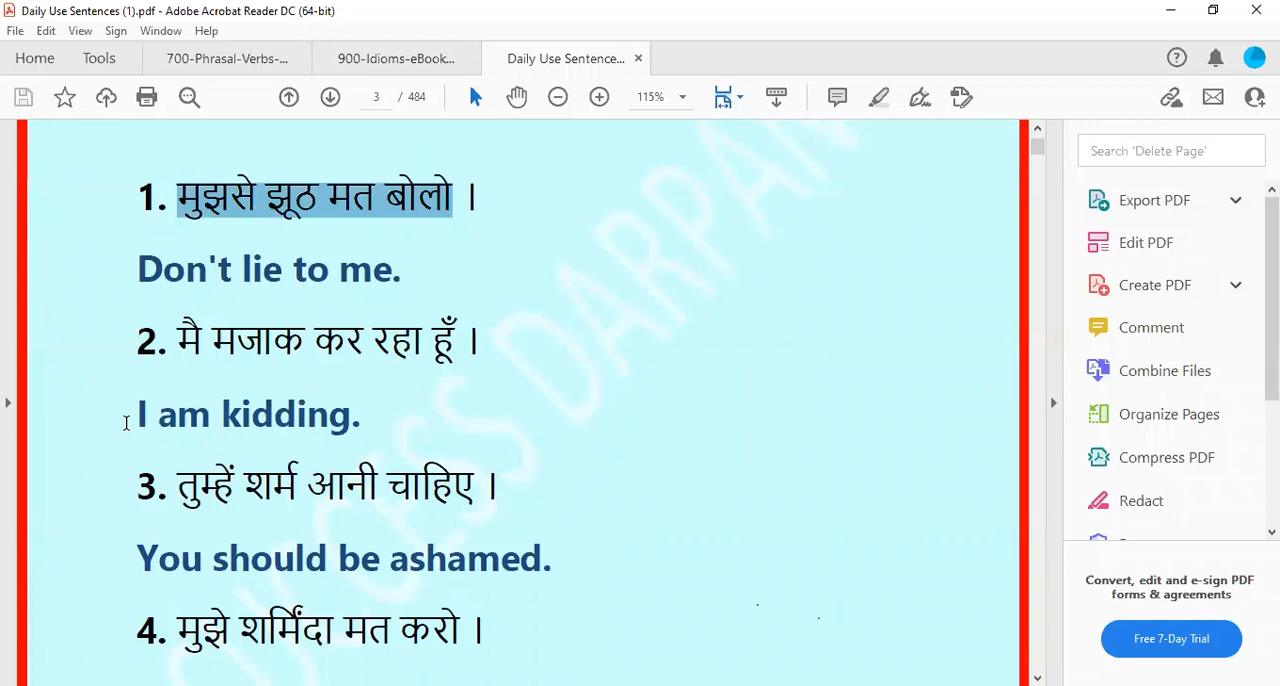 Daily Use Sentences (1).pdf - Adobe Acrobat Reader DC (64-bit)
File Edit View Sign Window Help
Home Tools 700-Phrasal-Verbs-... 900-Idioms-eBook... Daily Use Sentence...
3 / 484 115%
1. मुझसे झूठ मत बोलो ।
Don't lie to me.
2. मै मजाक कर रहा हूँ ।
I am kidding.
3. तुम्हें शर्म आनी चाहिए ।
You should be ashamed.
4. मुझे शर्मिंदा मत करो ।
SUCCESS DARPAN
Search 'Delete Page'
Export PDF
Edit PDF
Create PDF
Comment
Combine Files
Organize Pages
Compress PDF
Redact
Convert, edit and e-sign PDF
forms & agreements
Free 7-Day Trial